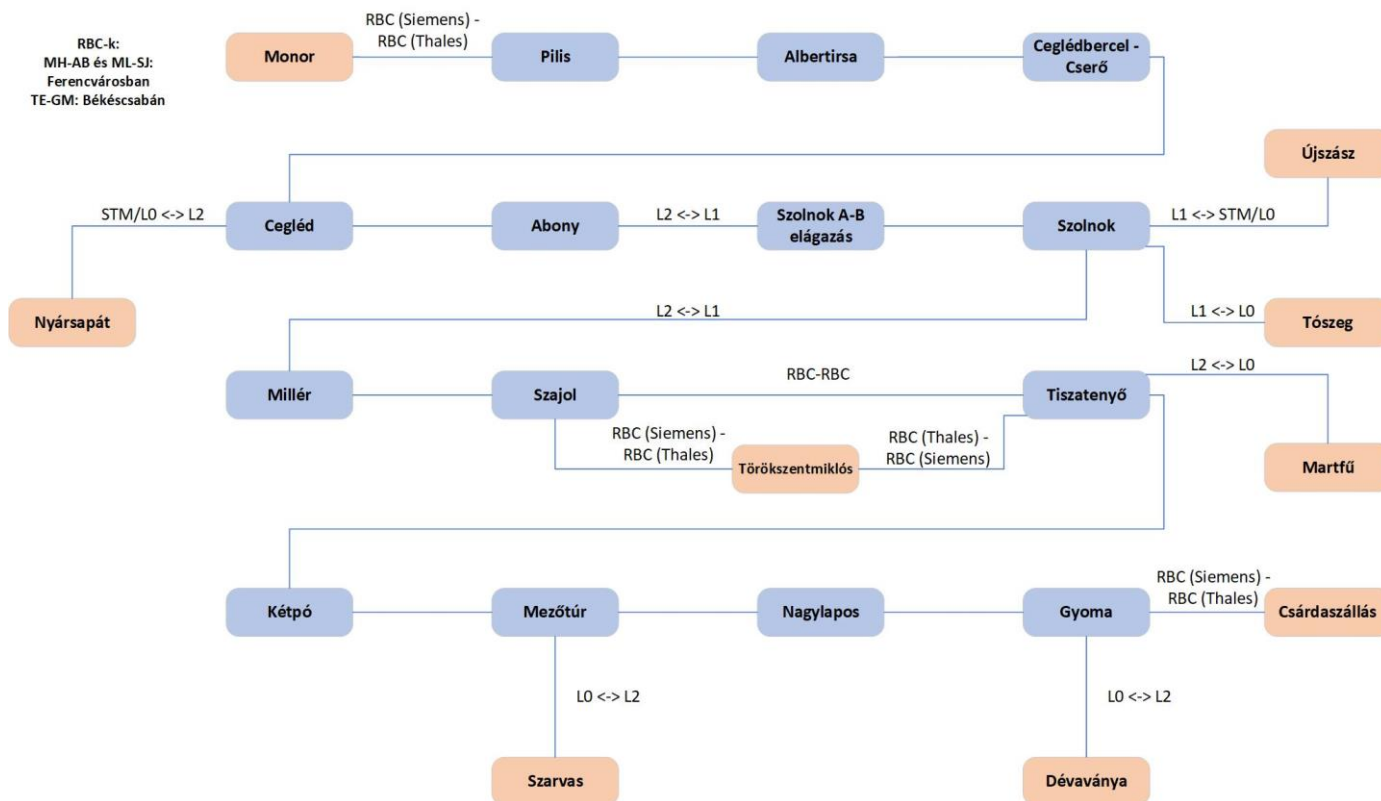 RBC-k:
MH-AB és ML-SJ:
Ferencvárosban
TE-GM: Békéscsabán
Monor
RBC (Siemens) -
RBC (Thales)
Pilis
Albertirsa
Ceglédbercel -
Cserő
Újszász
STM/L0 <-> L2
Cegléd
Abony
L2 <-> L1
Szolnok A-B
elágazás
Szolnok
L1 <-> STM/L0
Nyársapát
L2 <-> L1
L1 <-> L0
Tószeg
Millér
Szajol
RBC-RBC
Tiszatenyő
L2 <-> L0
RBC (Siemens) -
RBC (Thales)
Törökszentmiklós
RBC (Thales) -
RBC (Siemens)
Martfű
Kétpó
Mezőtúr
Nagylapos
Gyoma
RBC (Siemens) -
RBC (Thales)
Csárdaszállás
L0 <-> L2
L0 <-> L2
Szarvas
Dévaványa